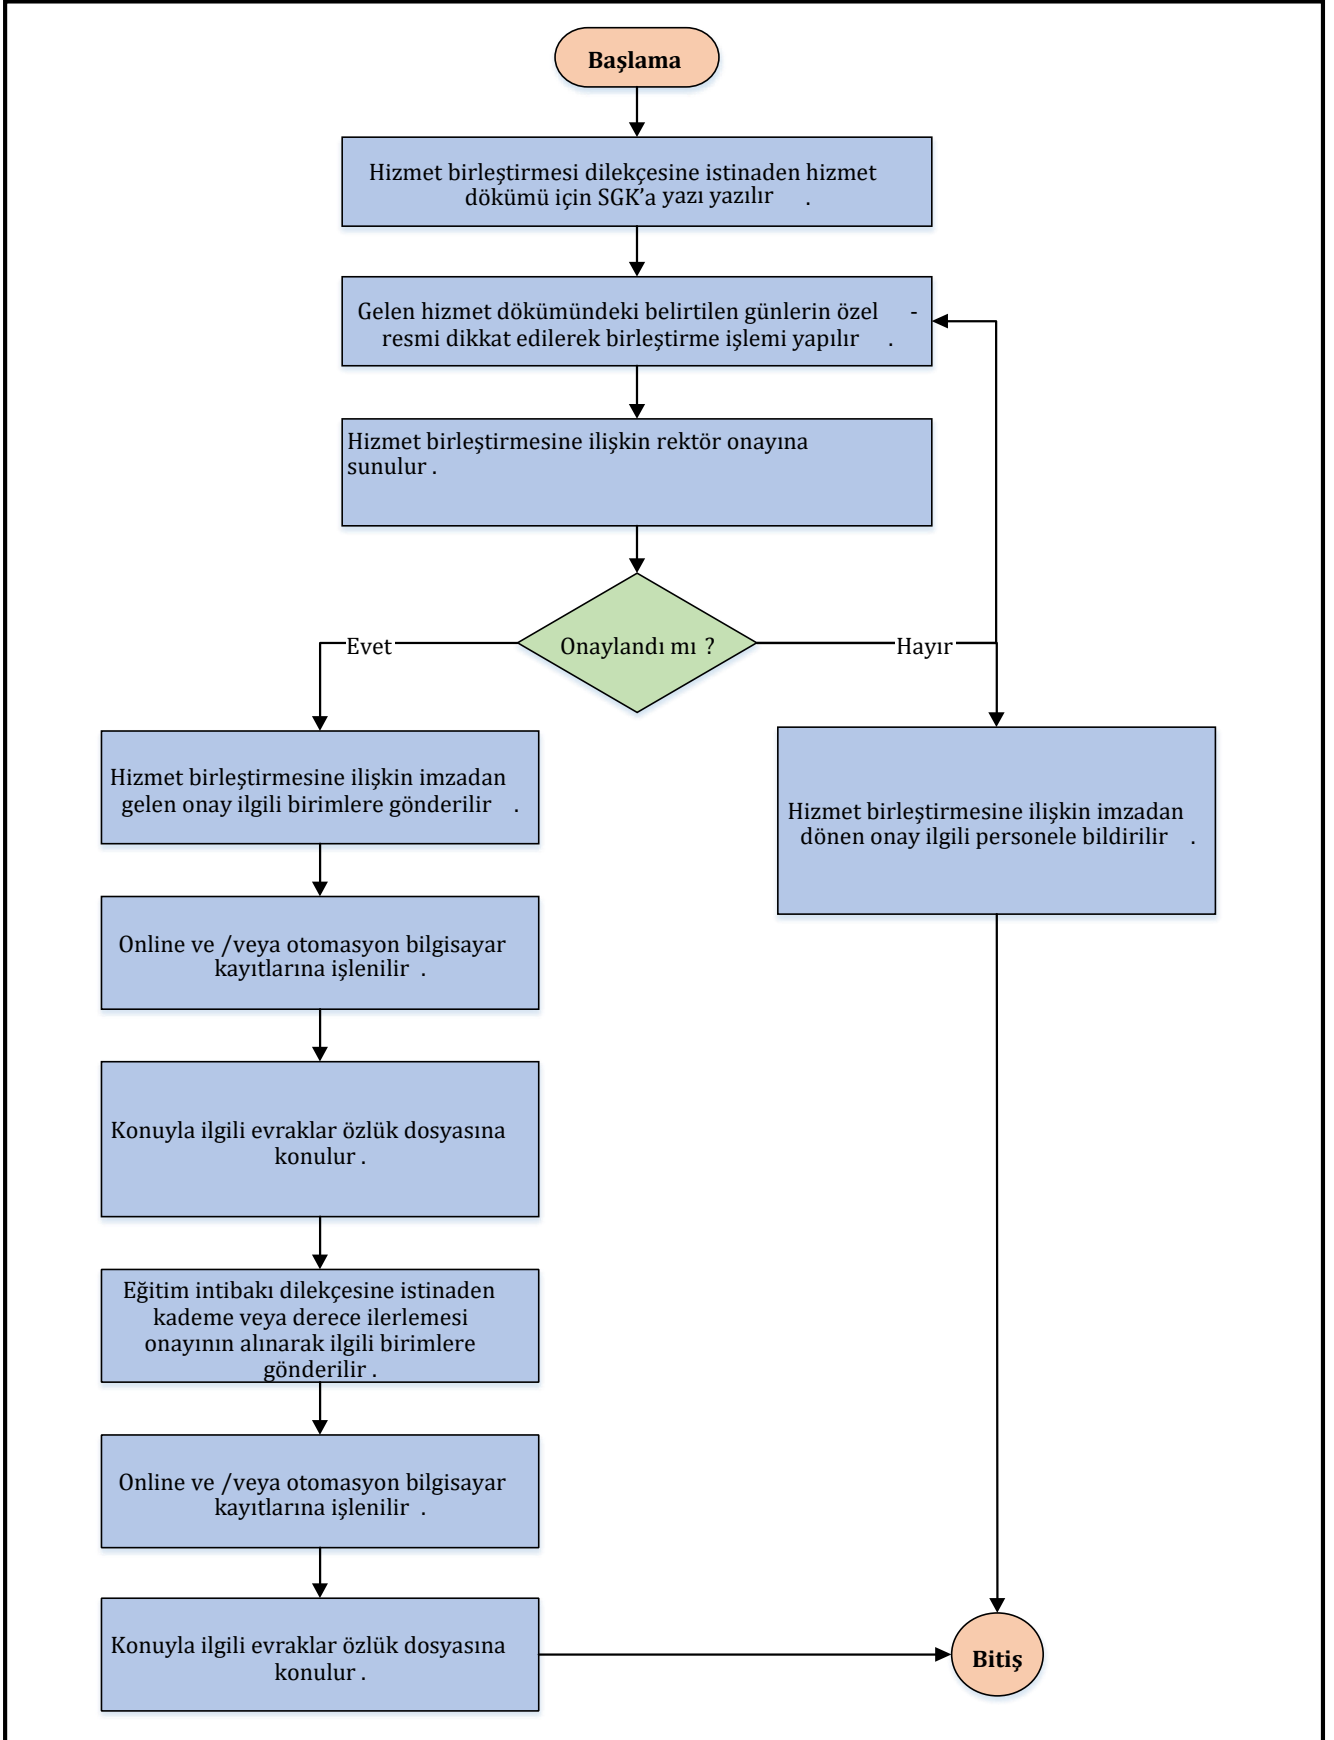 Başlama
Hizmet birleştirmesi dilekçesine istinaden hizmet
dökümü için SGK’a yazı yazılır .
Gelen hizmet dökümündeki belirtilen günlerin özel -
resmi dikkat edilerek birleştirme işlemi yapılır .
Hizmet birleştirmesine ilişkin rektör onayına
sunulur .
Onaylandı mı ?
Evet
Hayır
Hizmet birleştirmesine ilişkin imzadan
gelen onay ilgili birimlere gönderilir .
Hizmet birleştirmesine ilişkin imzadan
dönen onay ilgili personele bildirilir .
Online ve /veya otomasyon bilgisayar
kayıtlarına işlenilir .
Konuyla ilgili evraklar özlük dosyasına
konulur .
Eğitim intibakı dilekçesine istinaden
kademe veya derece ilerlemesi
onayının alınarak ilgili birimlere
gönderilir .
Online ve /veya otomasyon bilgisayar
kayıtlarına işlenilir .
Konuyla ilgili evraklar özlük dosyasına
konulur .
Bitiş